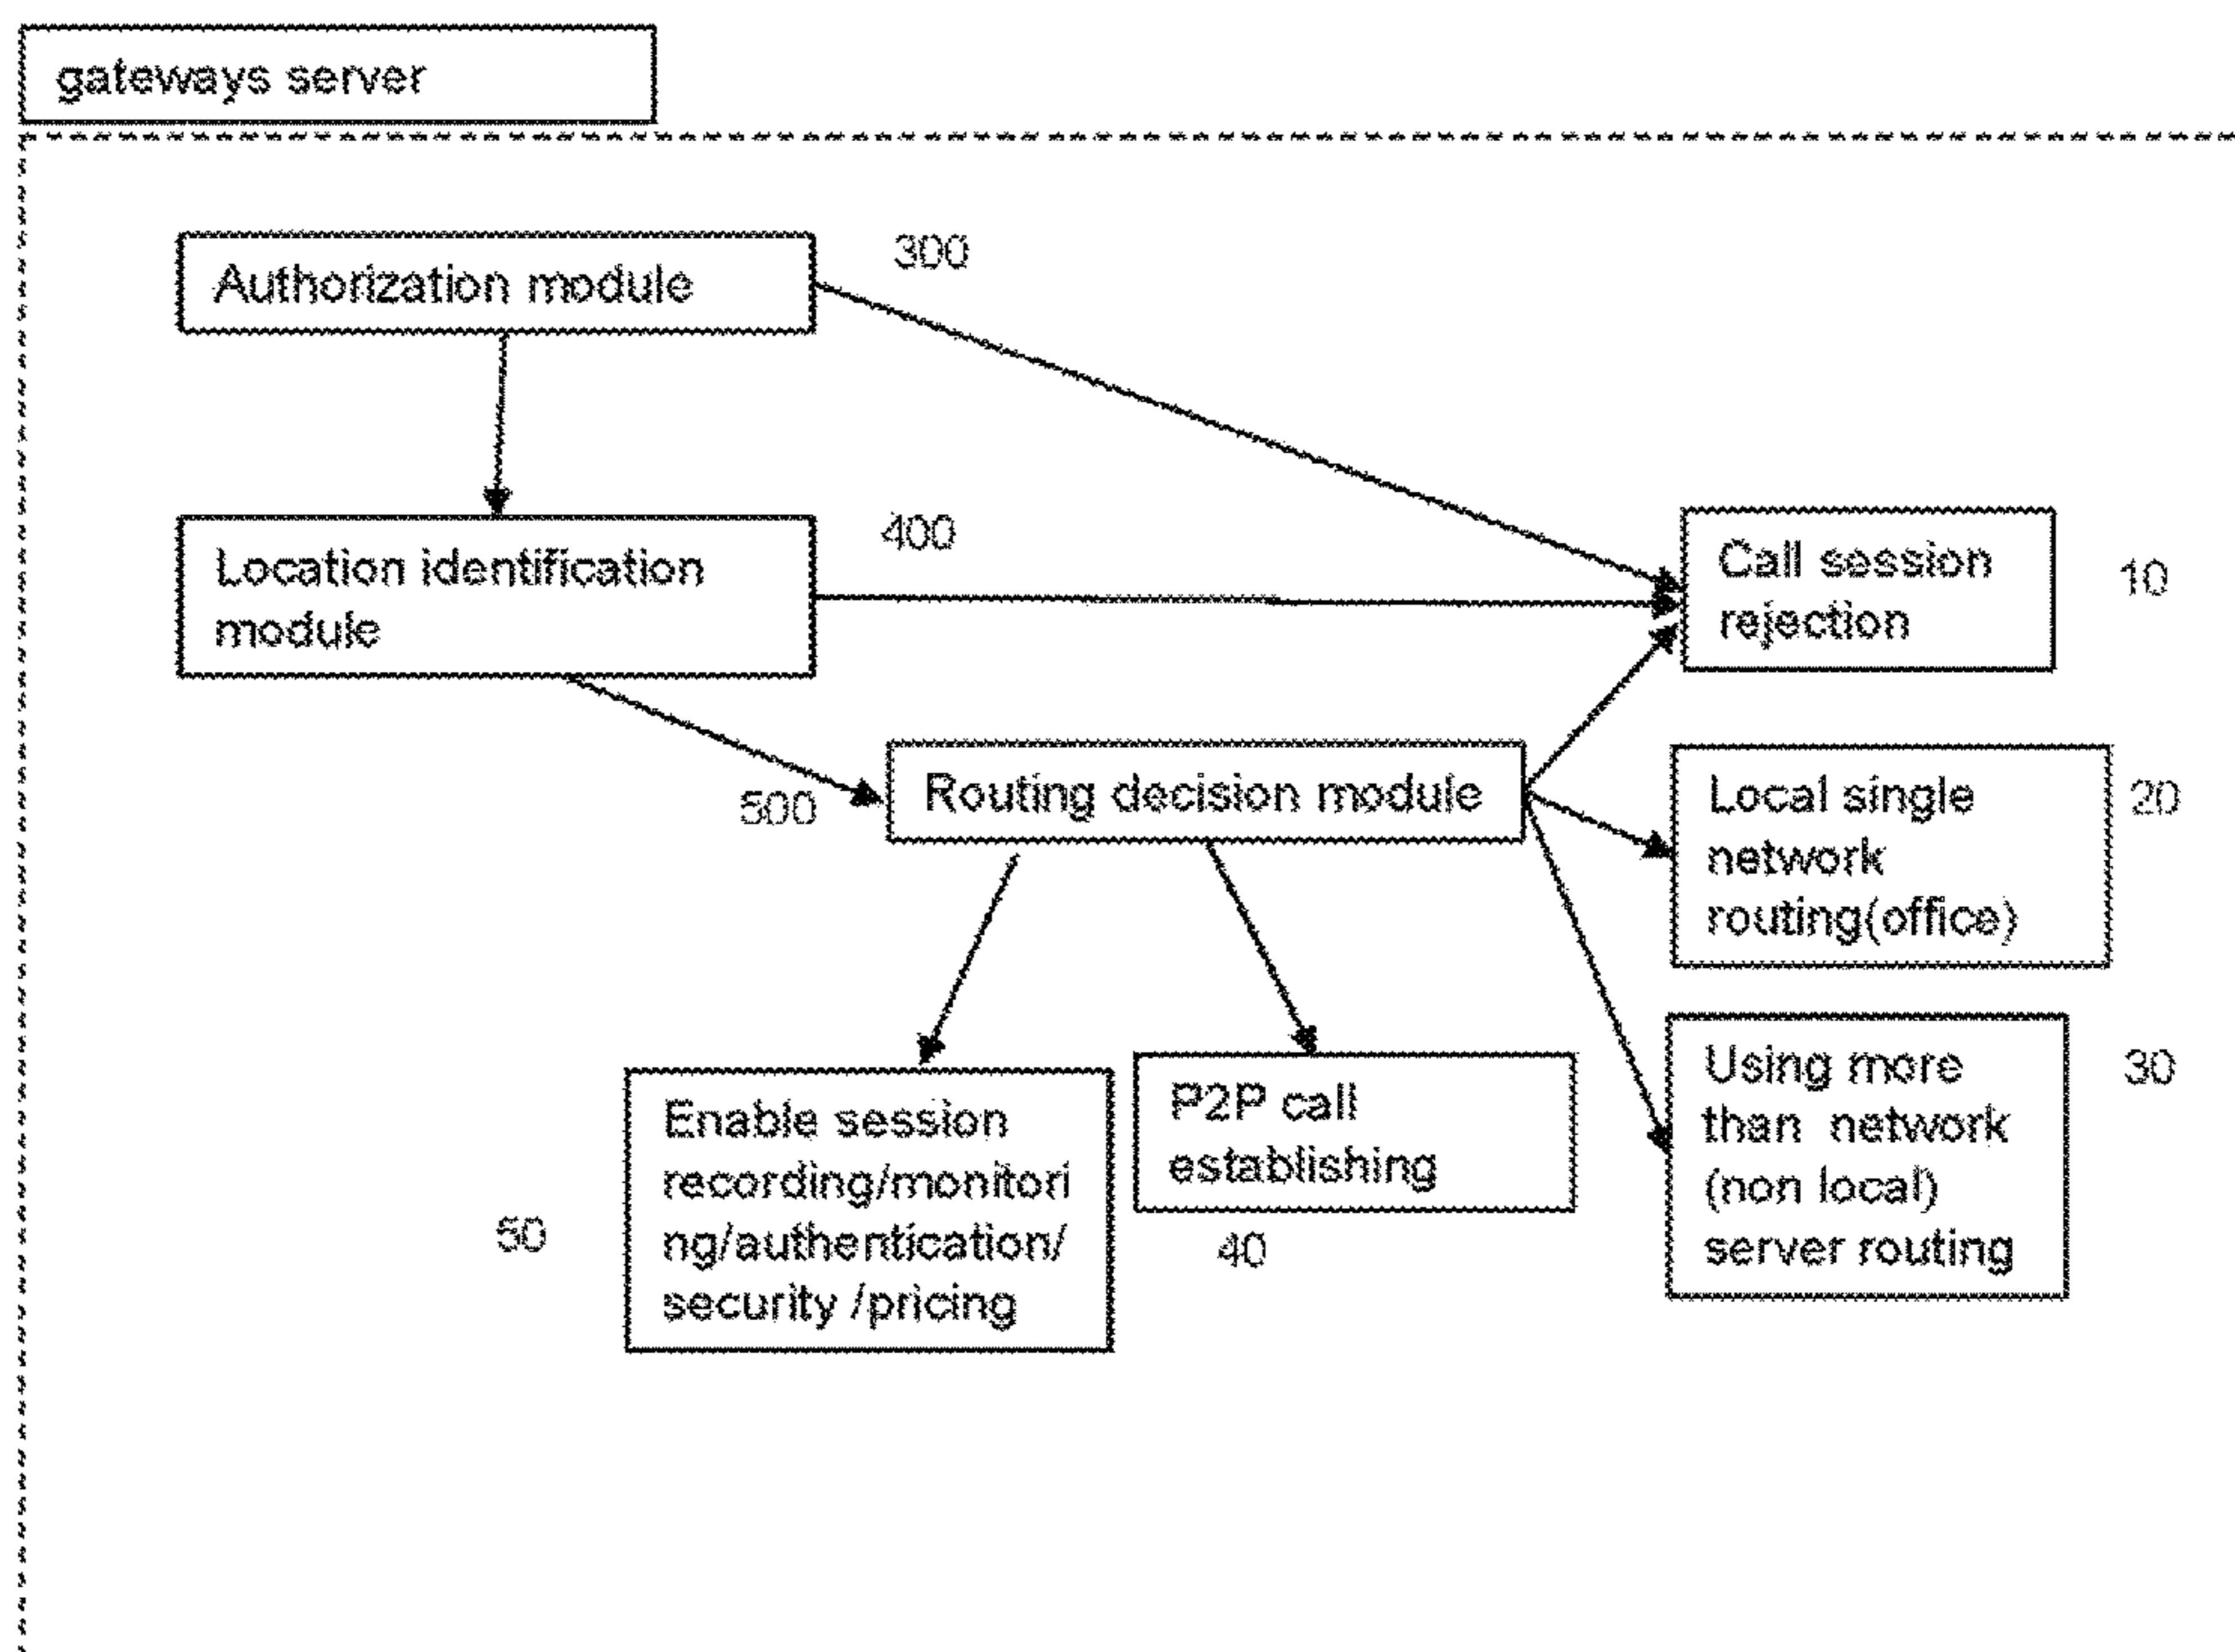 gateways server
Authorization module
300
Location identification
module
400
Call session
rejection
10
Routing decision module
500
Local single
network
routing(office)
20
Using more
than network
(non local)
server routing
30
Enable session
recording/monitori
ng/authentication/
security /pricing
50
P2P call
establishing
40